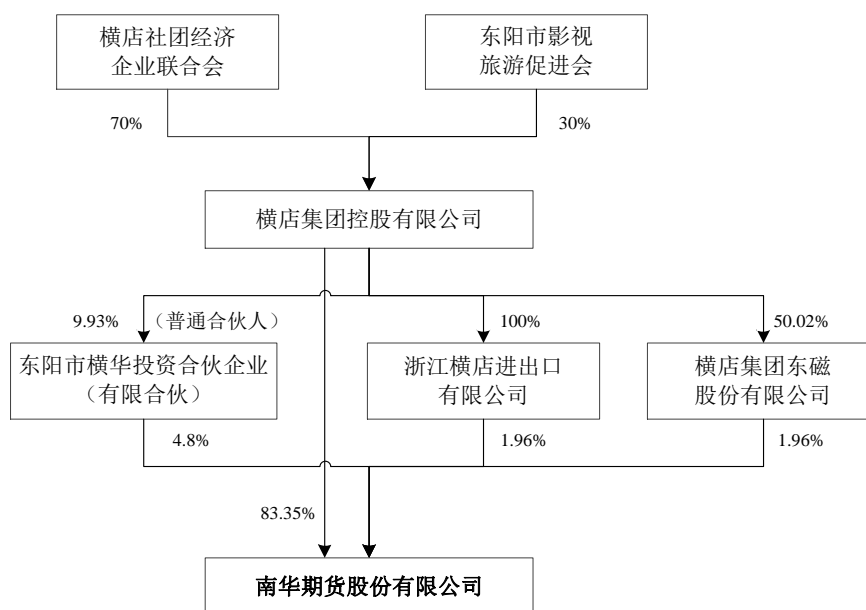 横店社团经济
企业联合会
东阳市影视
旅游促进会
70%
30%
横店集团控股有限公司
9.93%
（普通合伙人）
100%
50.02%
东阳市横华投资合伙企业
（有限合伙）
浙江横店进出口
有限公司
横店集团东磁
股份有限公司
4.8%
1.96%
1.96%
83.35%
南华期货股份有限公司